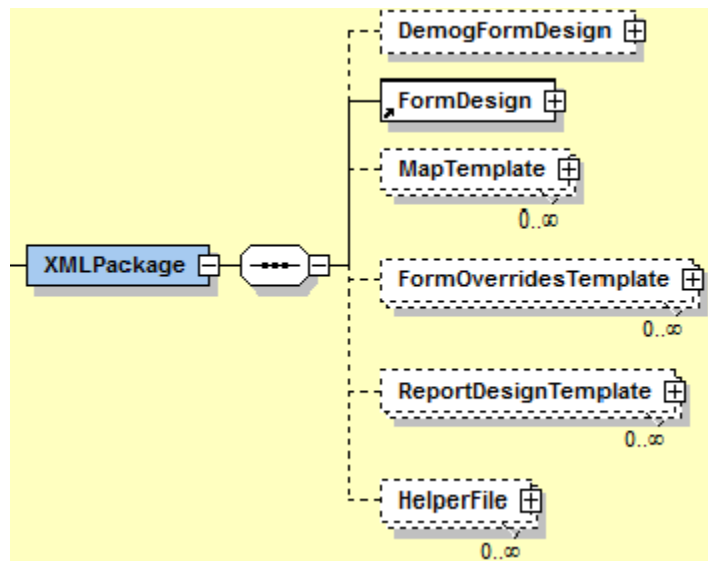 DemogFormDesign
FormDesign
MapTemplate
0..∞
XMLPackage
FormOverridesTemplate
0..∞
ReportDesignTemplate
0..∞
HelperFile
0..∞